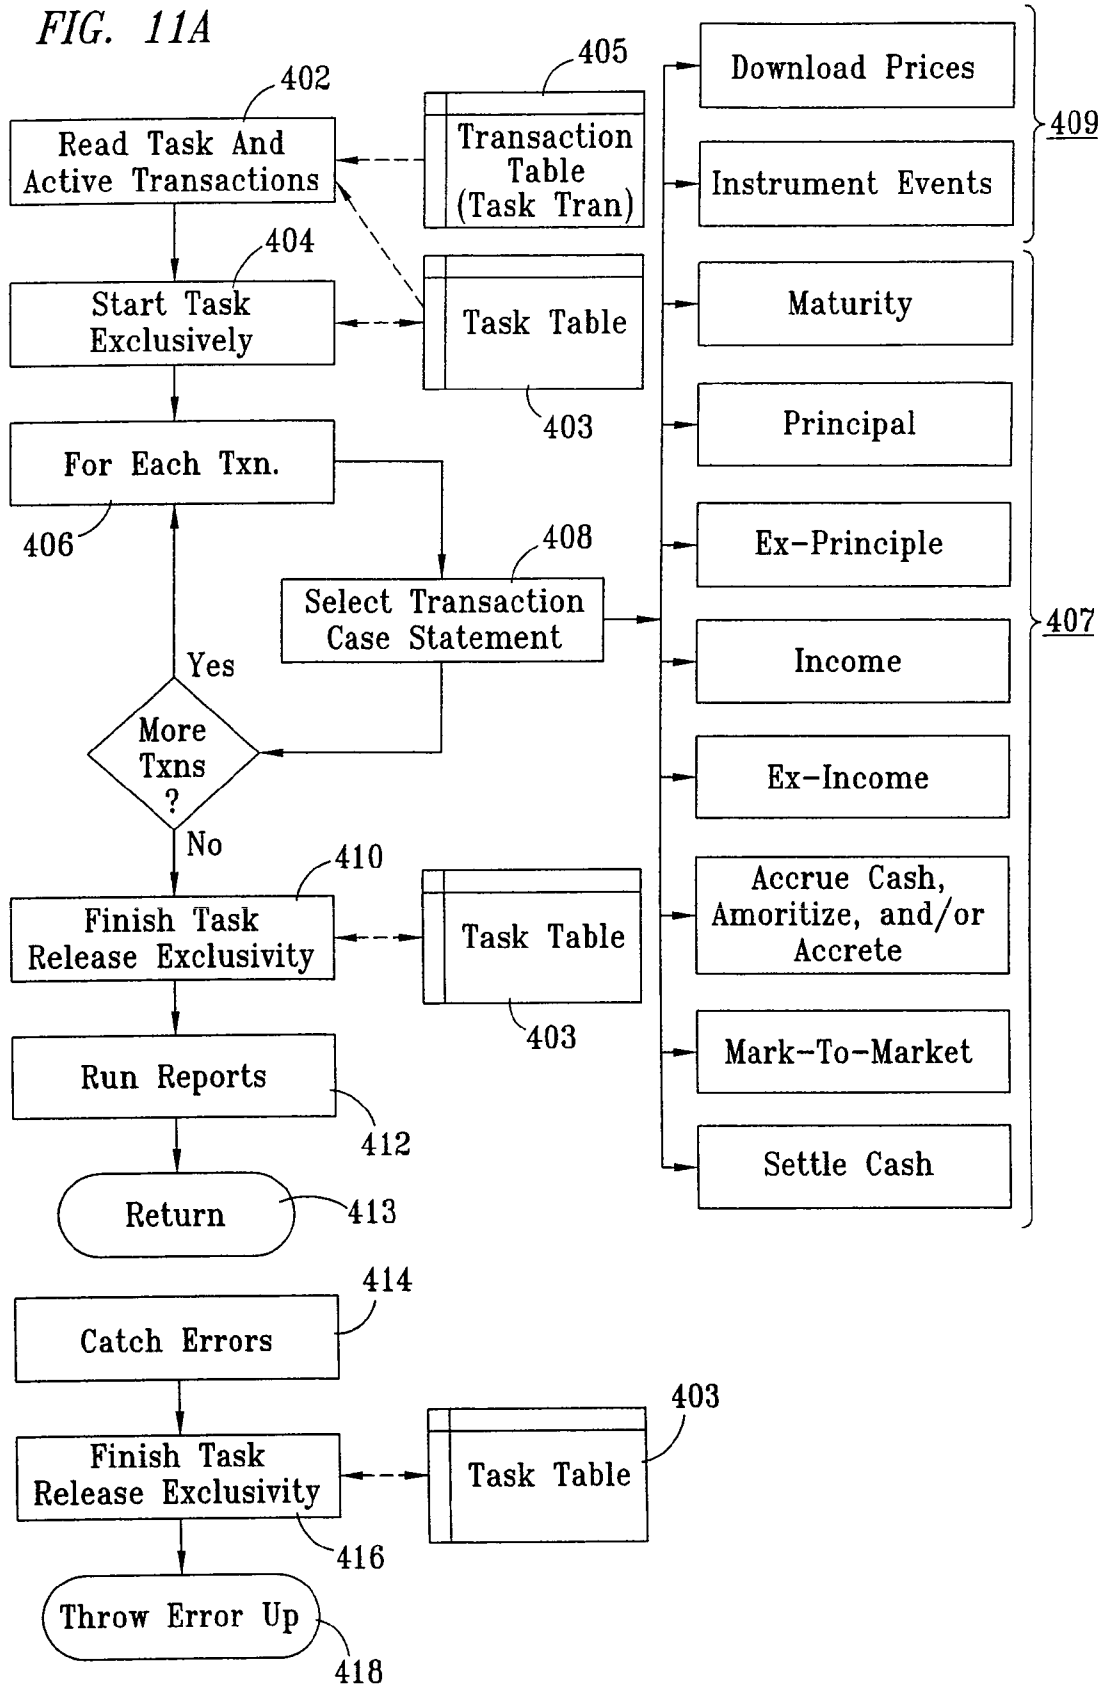 FIG. 11A
402
Read Task And
Active Transactions
405
Transaction
Table
(Task Tran)
404
Start Task
Exclusively
Task Table
403
For Each Txn.
406
408
Select Transaction
Case Statement
Yes
More
Txns
?
No
410
Finish Task
Release Exclusivity
Task Table
403
Run Reports
412
Return
413
414
Catch Errors
Finish Task
Release Exclusivity
416
Task Table
403
Throw Error Up
418
Download Prices
Instrument Events
409
Maturity
Principal
Ex-Principle
Income
Ex-Income
Accrue Cash,
Amoritize, and/or
Accrete
Mark-To-Market
Settle Cash
407